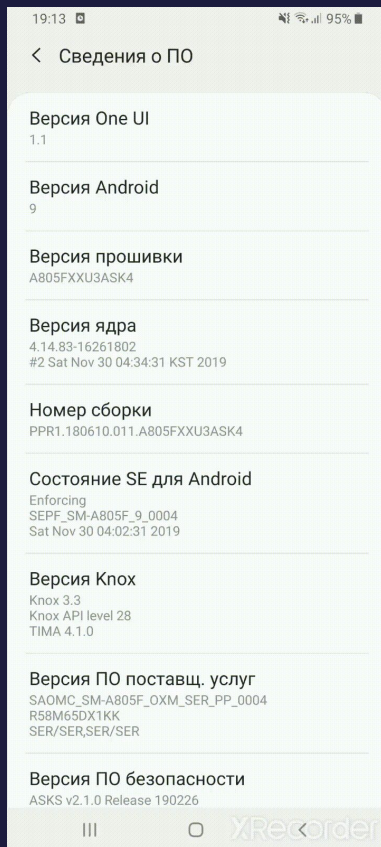 19:13 95%
Сведения о ПО
Версия One UI
1.1
Версия Android
9
Версия прошивки
A805FXXU3ASK4
Версия ядра
4.14.83-16261802
#2 Sat Nov 30 04:34:31 KST 2019
Номер сборки
PPR1.180610.011.A805FXXU3ASK4
Состояние SE для Android
Enforcing
SEPF_SM-A805F_9_0004
Sat Nov 30 04:02:31 2019
Версия Knox
Knox 3.3
Knox API level 28
TIMA 4.1.0
Версия ПО поставщ. услуг
SAOMC_SM-A805F_OXM_SER_PP_0004
R58M65DX1KK
SER/SER,SER/SER
Версия ПО безопасности
ASKS v2.1.0 Release 190226
XRecorder